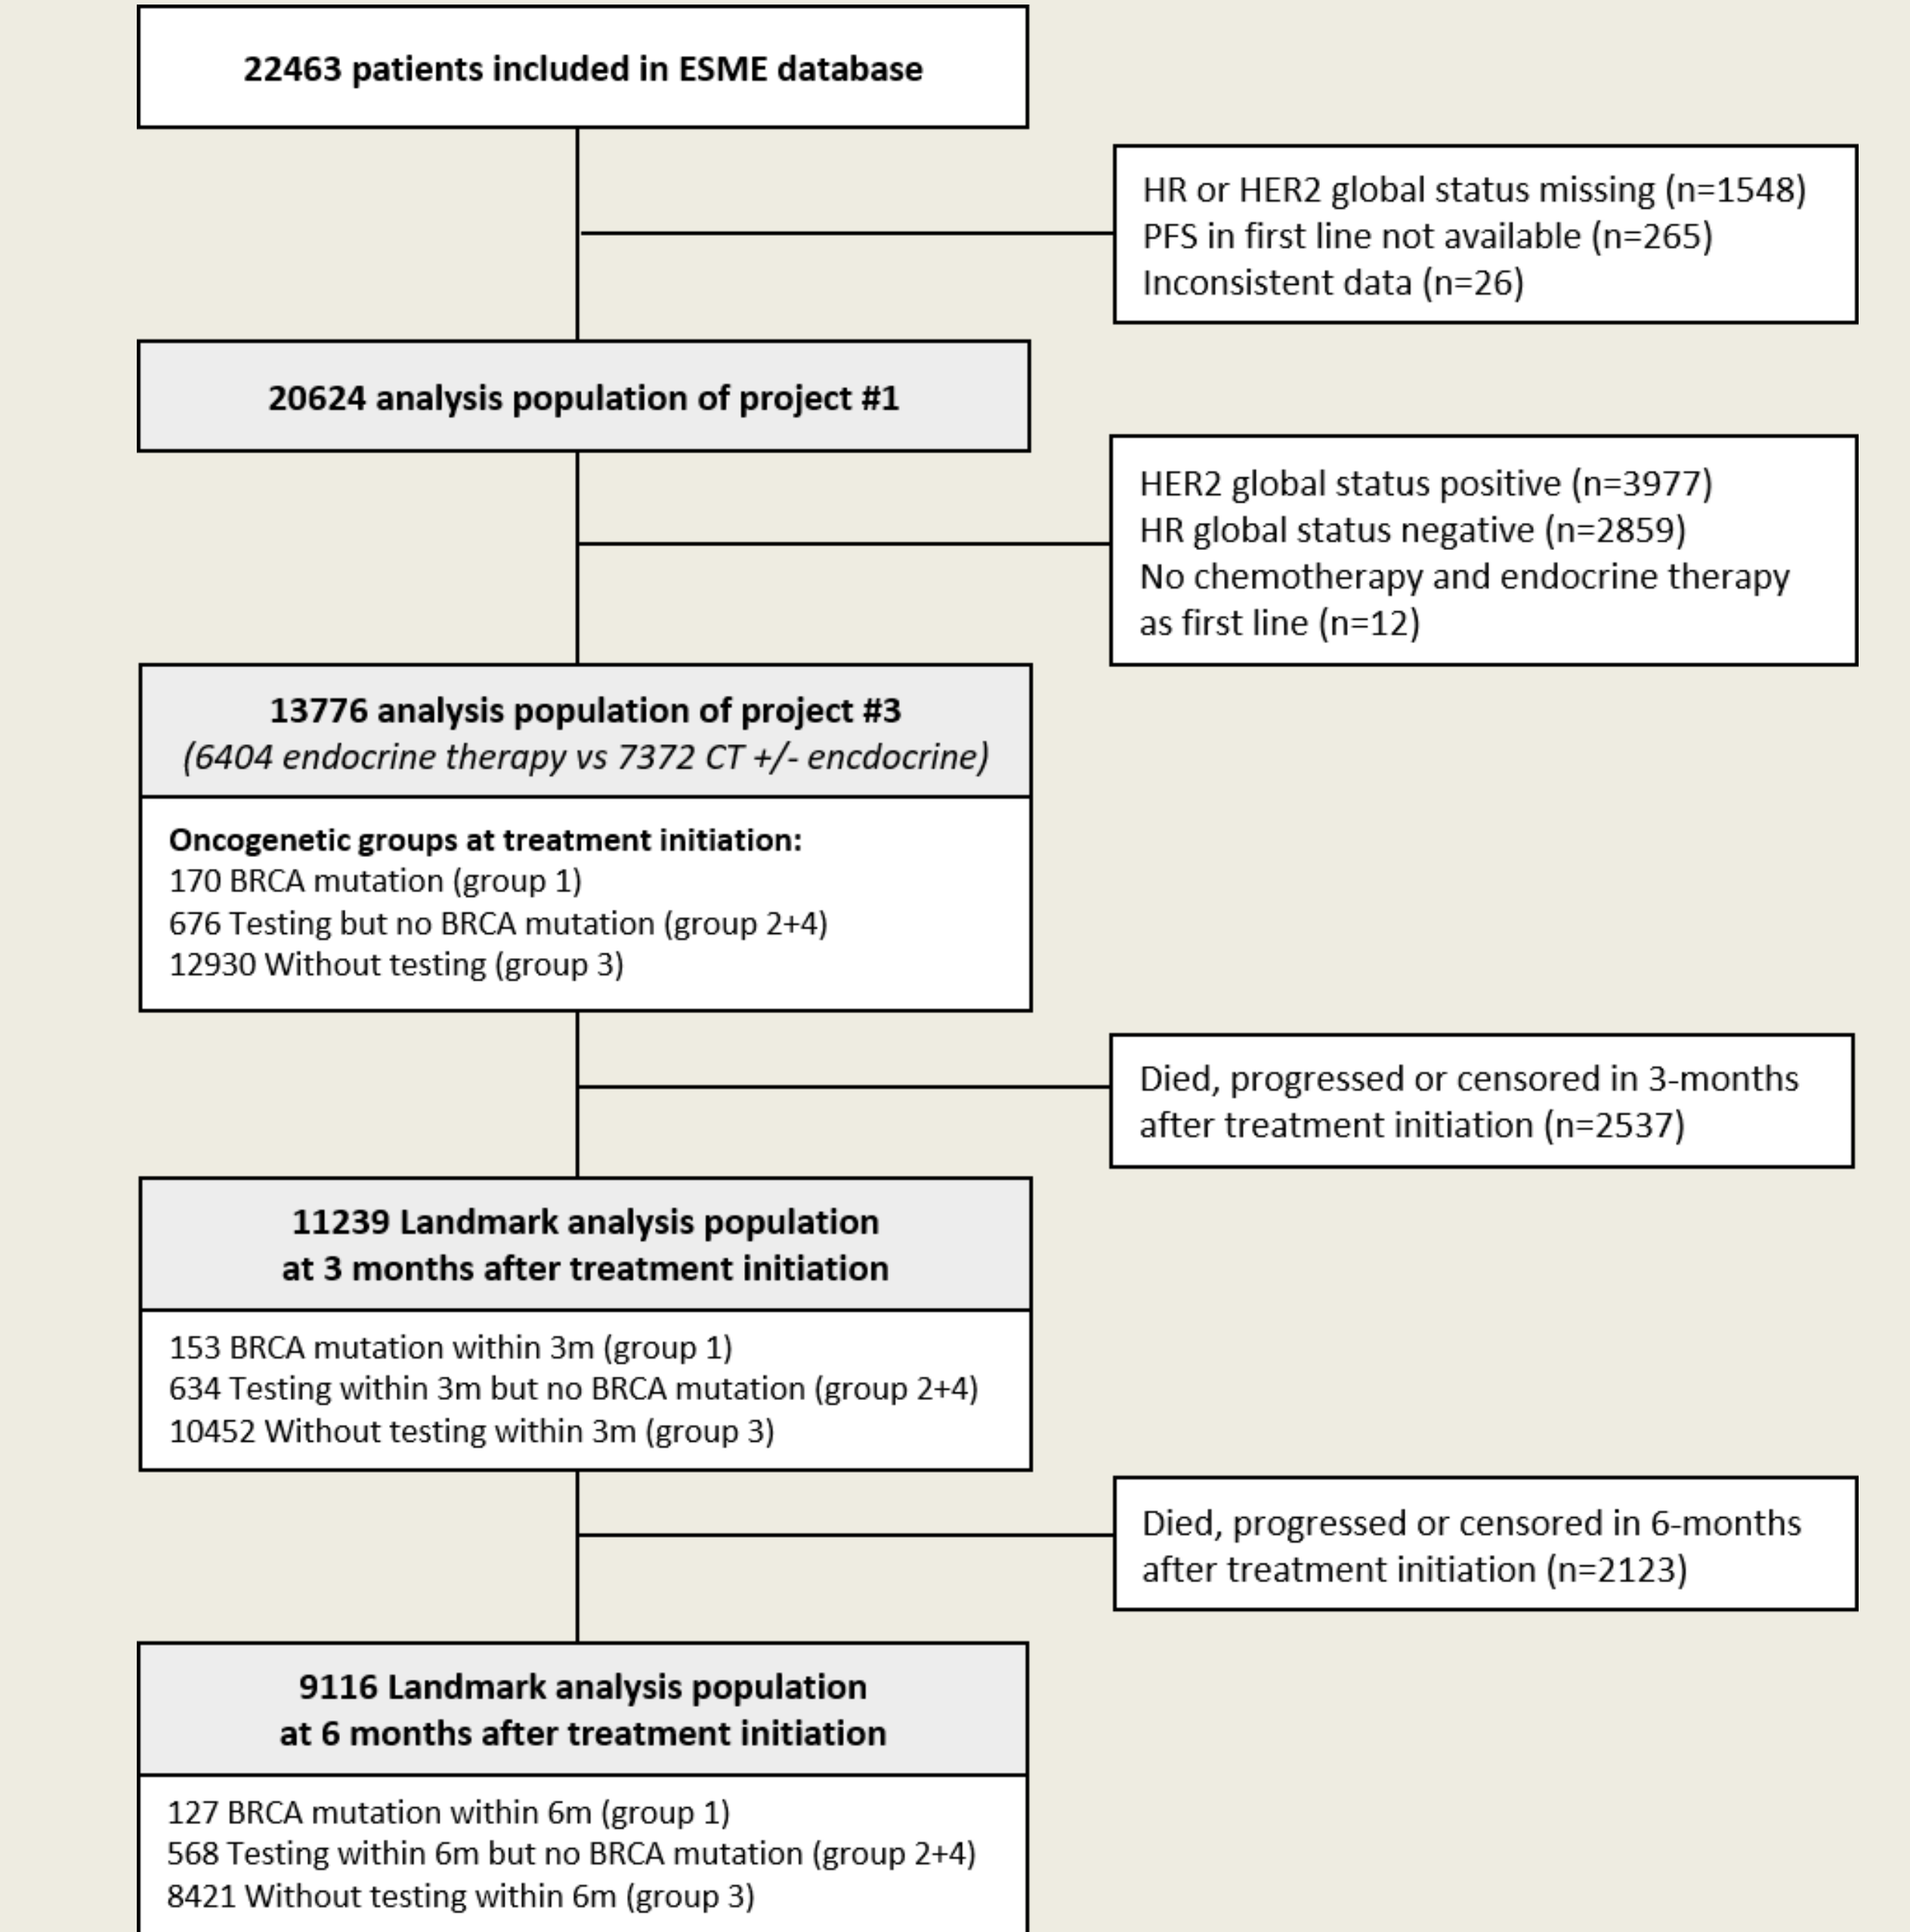 22463 patients included in ESME database
HR or HER2 global status missing (n=1548)
PFS in first line not available (n=265)
Inconsistent data (n=26)
20624 analysis population of project #1
HER2 global status positive (n=3977)
HR global status negative (n=2859)
No chemotherapy and endocrine therapy
as first line (n=12)
13776 analysis population of project #3
(6404 endocrine therapy vs 7372 CT +/- encdocrine)
Oncogenetic groups at treatment initiation:
170 BRCA mutation (group 1)
676 Testing but no BRCA mutation (group 2+4)
12930 Without testing (group 3)
Died, progressed or censored in 3-months
after treatment initiation (n=2537)
11239 Landmark analysis population
at 3 months after treatment initiation
153 BRCA mutation within 3m (group 1)
634 Testing within 3m but no BRCA mutation (group 2+4)
10452 Without testing within 3m (group 3)
Died, progressed or censored in 6-months
after treatment initiation (n=2123)
9116 Landmark analysis population
at 6 months after treatment initiation
127 BRCA mutation within 6m (group 1)
568 Testing within 6m but no BRCA mutation (group 2+4)
8421 Without testing within 6m (group 3)